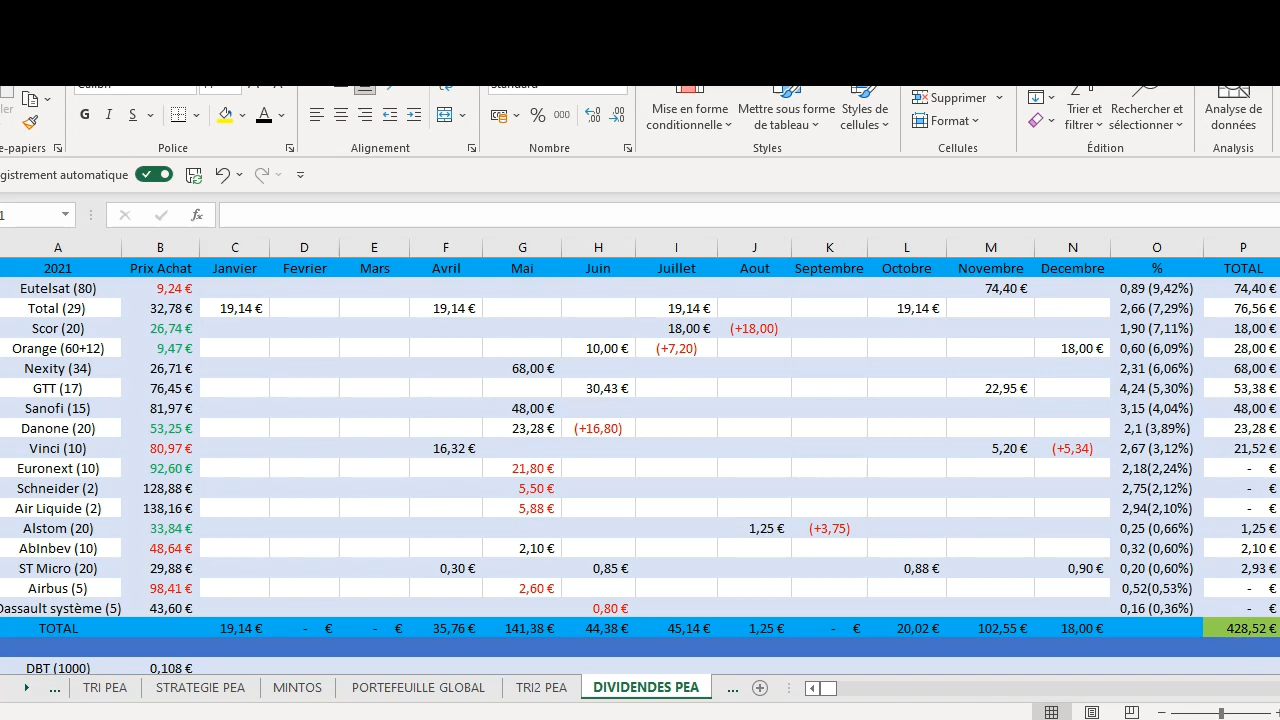 G I S A
Mise en forme Mettre sous forme Styles de
conditionnelle de tableau cellules
Supprimer
Format
Trier et Rechercher et
filtrer sélectionner
Analyse de
données
e-papiers Police Alignement Nombre Styles Cellules Édition Analysis
% 000
gistrement automatique
1 fx
A B C D E F G H I J K L M N O P
2021 Prix Achat Janvier Fevrier Mars Avril Mai Juin Juillet Aout Septembre Octobre Novembre Decembre % TOTAL
Eutelsat (80) 9,24 € 74,40 € 0,89 (9,42%) 74,40 €
Total (29) 32,78 € 19,14 € 19,14 € 19,14 € 19,14 € 2,66 (7,29%) 76,56 €
Scor (20) 26,74 € 18,00 € (+18,00) 1,90 (7,11%) 18,00 €
Orange (60+12) 9,47 € 10,00 € (+7,20) 18,00 € 0,60 (6,09%) 28,00 €
Nexity (34) 26,71 € 68,00 € 2,31 (6,06%) 68,00 €
GTT (17) 76,45 € 30,43 € 22,95 € 4,24 (5,30%) 53,38 €
Sanofi (15) 81,97 € 48,00 € 3,15 (4,04%) 48,00 €
Danone (20) 53,25 € 23,28 € (+16,80) 2,1 (3,89%) 23,28 €
Vinci (10) 80,97 € 16,32 € 5,20 € (+5,34) 2,67 (3,12%) 21,52 €
Euronext (10) 92,60 € 21,80 € 2,18(2,24%) - €
Schneider (2) 128,88 € 5,50 € 2,75(2,12%) - €
Air Liquide (2) 138,16 € 5,88 € 2,94(2,10%) - €
Alstom (20) 33,84 € 1,25 € (+3,75) 0,25 (0,66%) 1,25 €
AbInbev (10) 48,64 € 2,10 € 0,32 (0,60%) 2,10 €
ST Micro (20) 29,88 € 0,30 € 0,85 € 0,88 € 0,90 € 0,20 (0,60%) 2,93 €
Airbus (5) 98,41 € 2,60 € 0,52(0,53%) - €
Dassault système (5) 43,60 € 0,80 € 0,16 (0,36%) - €
TOTAL 19,14 € - € - € 35,76 € 141,38 € 44,38 € 45,14 € 1,25 € - € 20,02 € 102,55 € 18,00 € 428,52 €
DBT (1000) 0,108 €
... TRI PEA STRATEGIE PEA MINTOS PORTEFEUILLE GLOBAL TRI2 PEA DIVIDENDES PEA ...